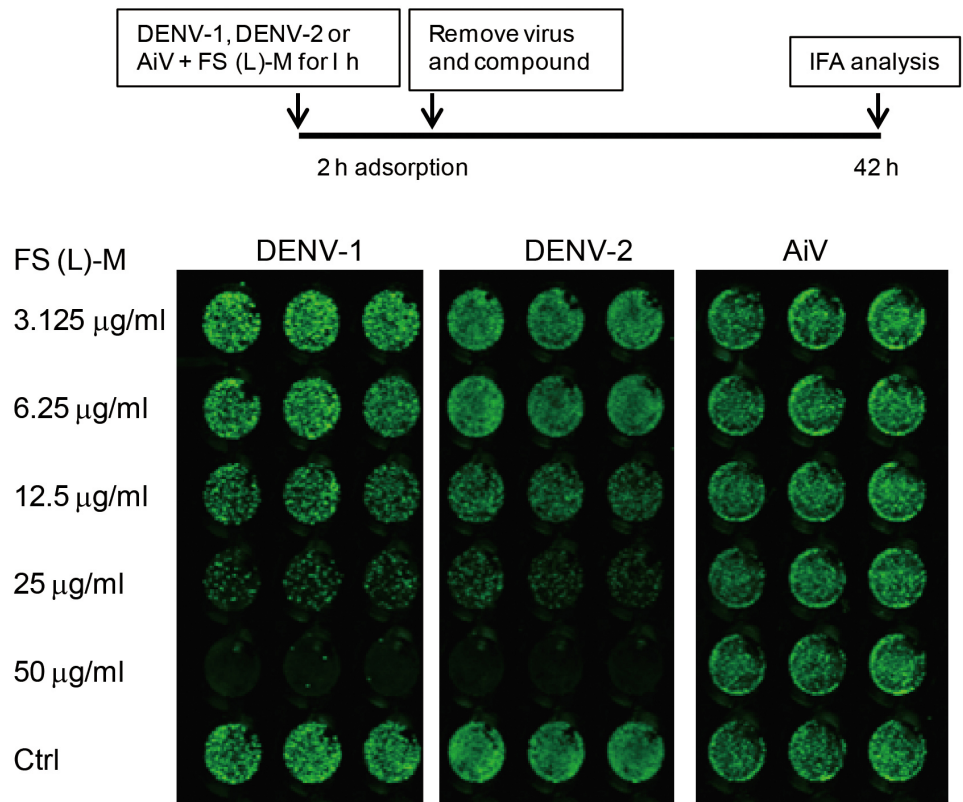 DENV-1, DENV-2 or
AiV + FS (L)-M for l h
Remove virus
and compound
IFA analysis
2 h adsorption
42 h
FS (L)-M
DENV-1
DENV-2
AiV
3.125 µg/ml
6.25 µg/ml
12.5 µg/ml
25 µg/ml
50 µg/ml
Ctrl